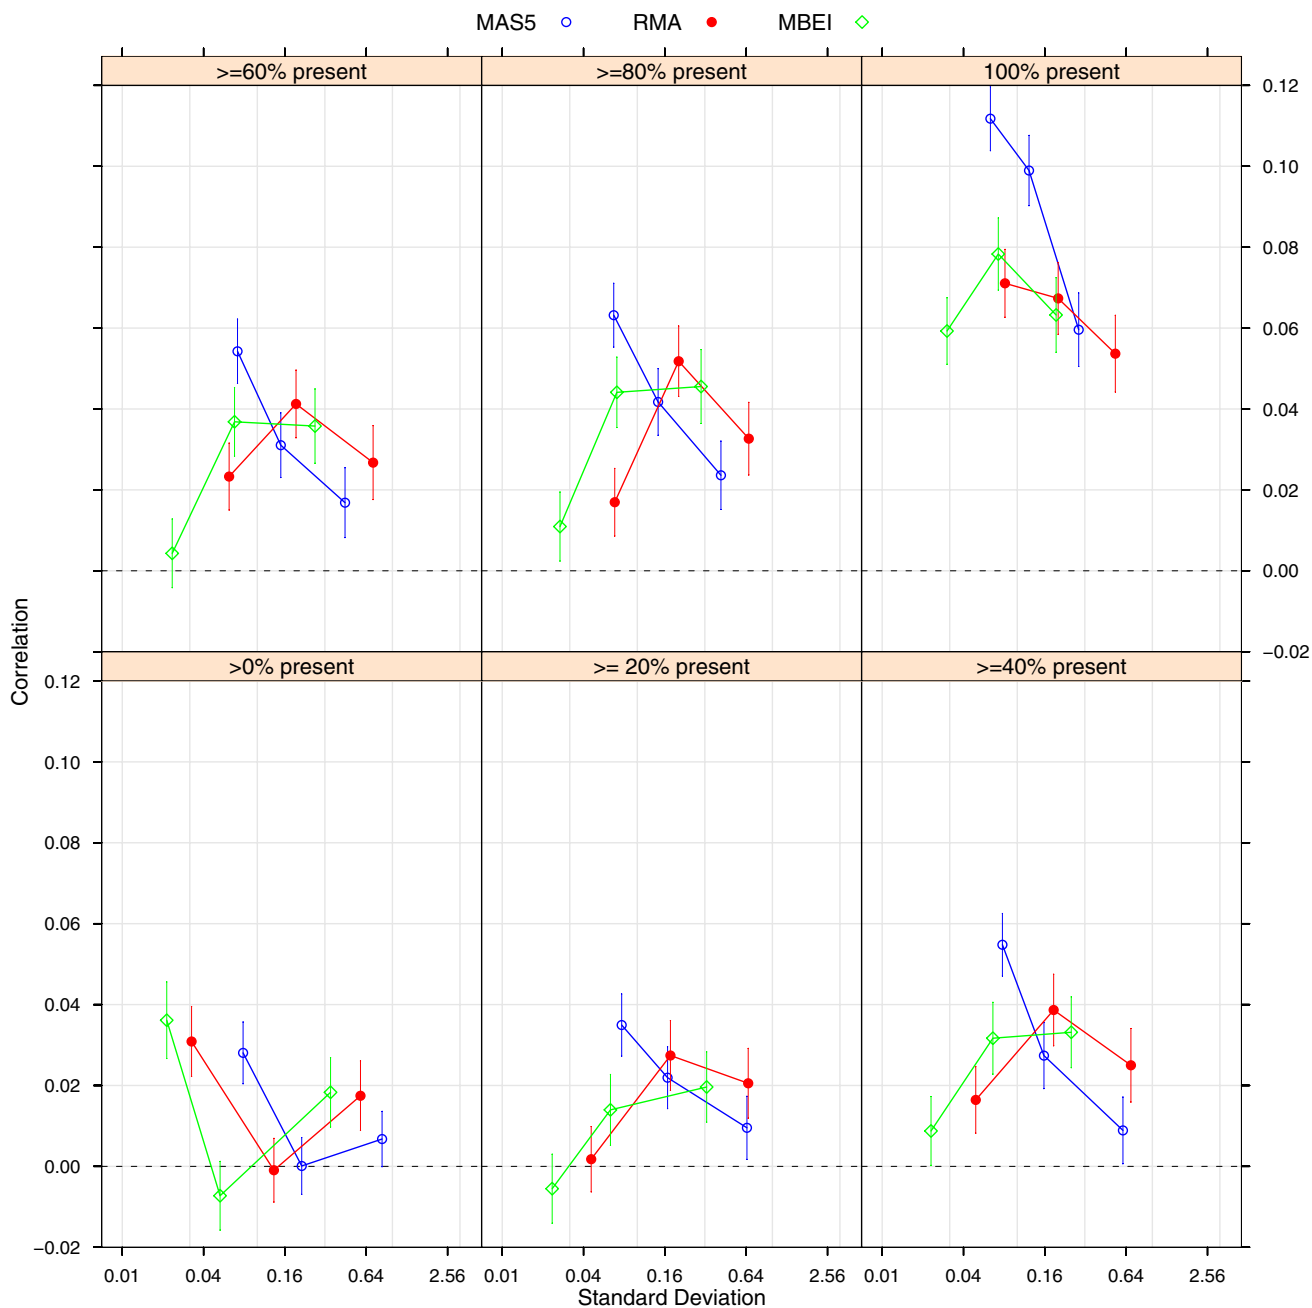 MAS5 RMA MBEI
>=60% present >=80% present 100% present
0.12
0.10
0.08
0.06
0.04
0.02
0.00
−0.02
>0% present >= 20% present >=40% present
0.12
0.10
0.08
0.06
0.04
0.02
0.00
−0.02
Correlation
0.01 0.04 0.16 0.64 2.56 0.01 0.04 0.16 0.64 2.56 0.01 0.04 0.16 0.64 2.56
Standard Deviation